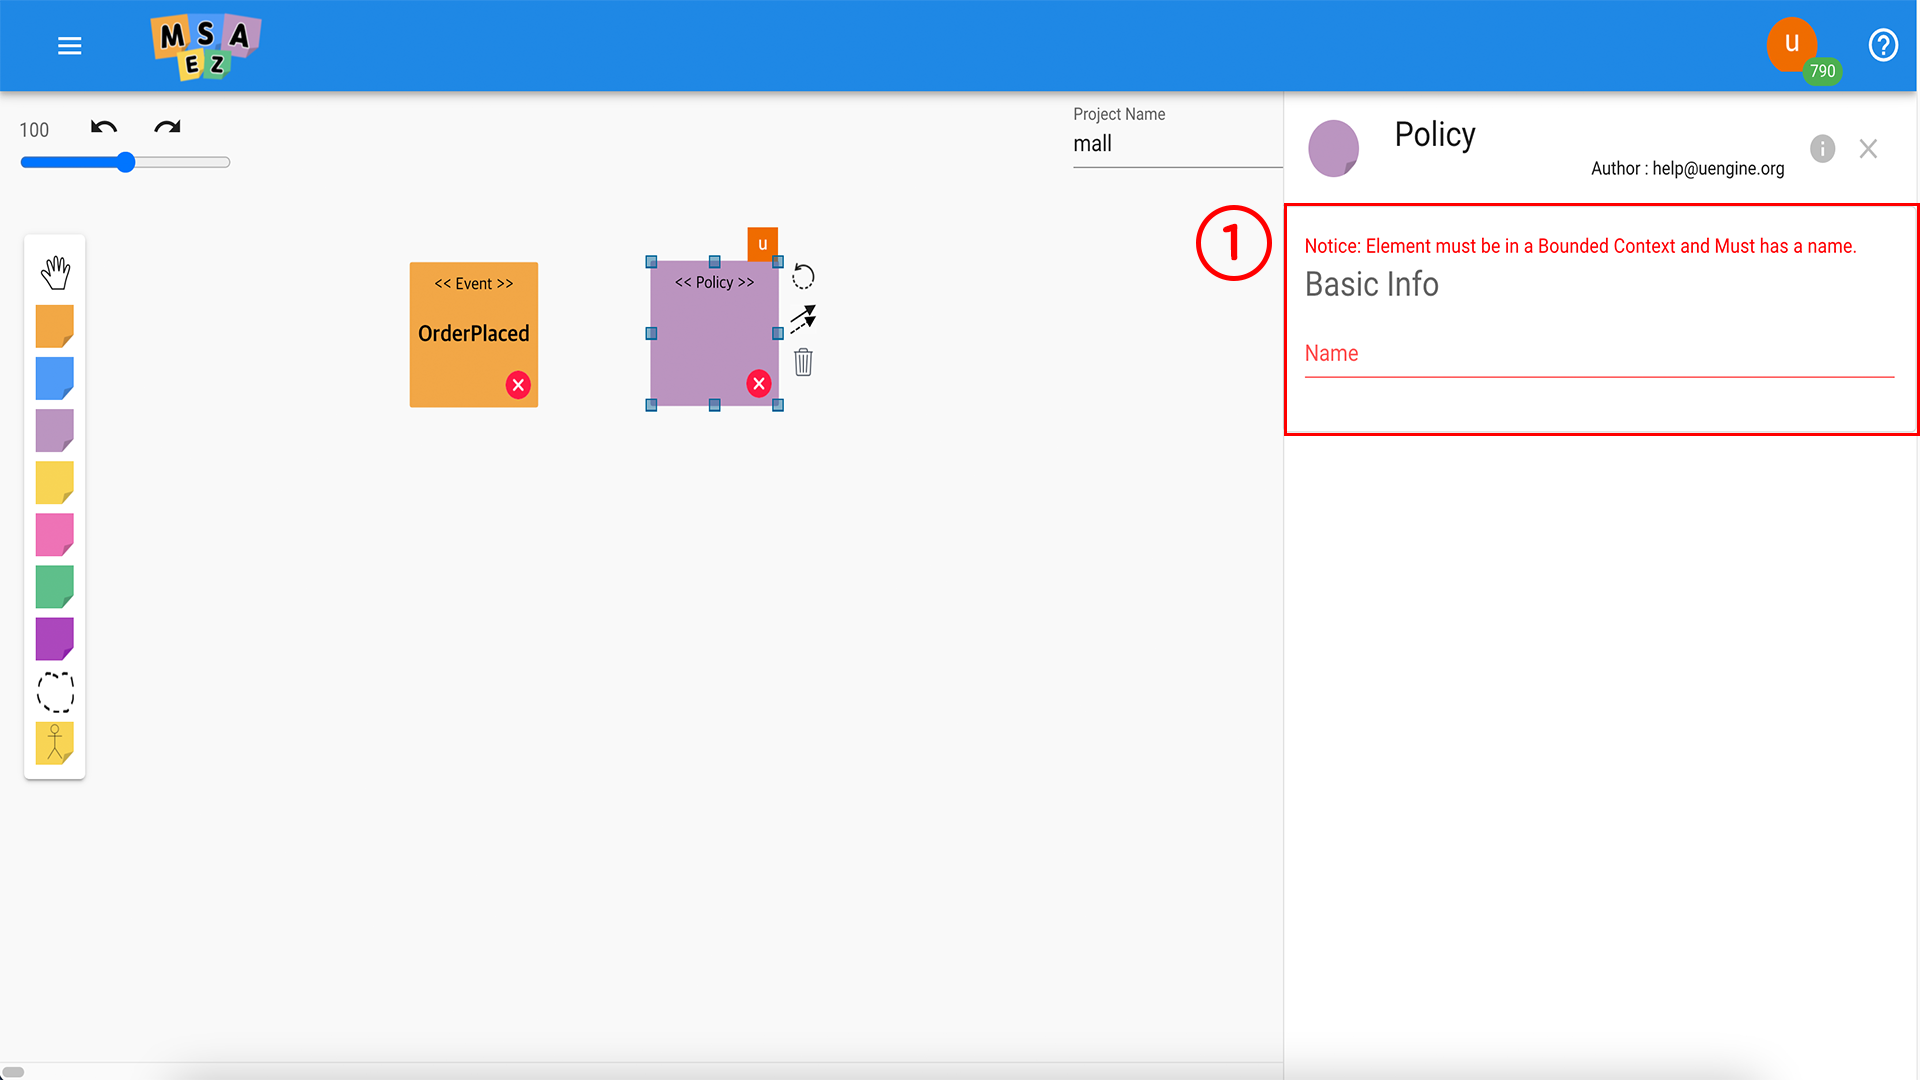 MSA
EZ
u
790
?
100
Project Name
mall
Policy
Author : help@uengine.org
i
1
Notice: Element must be in a Bounded Context and Must has a name.
Basic Info
Name
u
<< Event >>
OrderPlaced
<< Policy >>